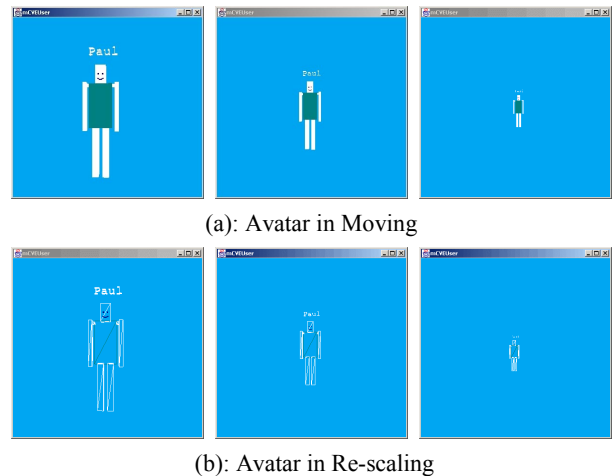 mCVEUser
mCVEUser
mCVEUser
Paul
Paul
(a): Avatar in Moving
mCVEUser
mCVEUser
mCVEUser
Paul
Paul
(b): Avatar in Re-scaling